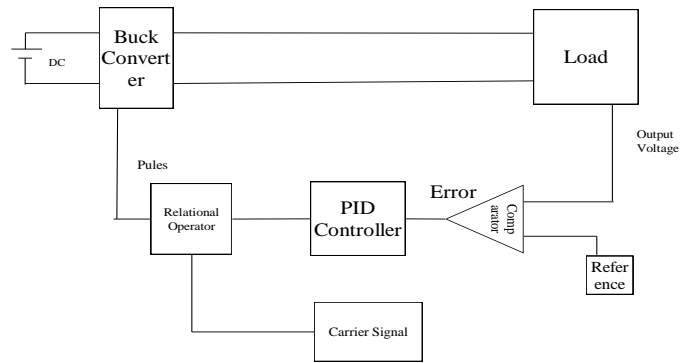 Buck
Convert
er
DC
Load
Output
Voltage
Pules
Relational
Operator
PID
Controller
Error
Comp
arator
Refer
ence
Carrier Signal